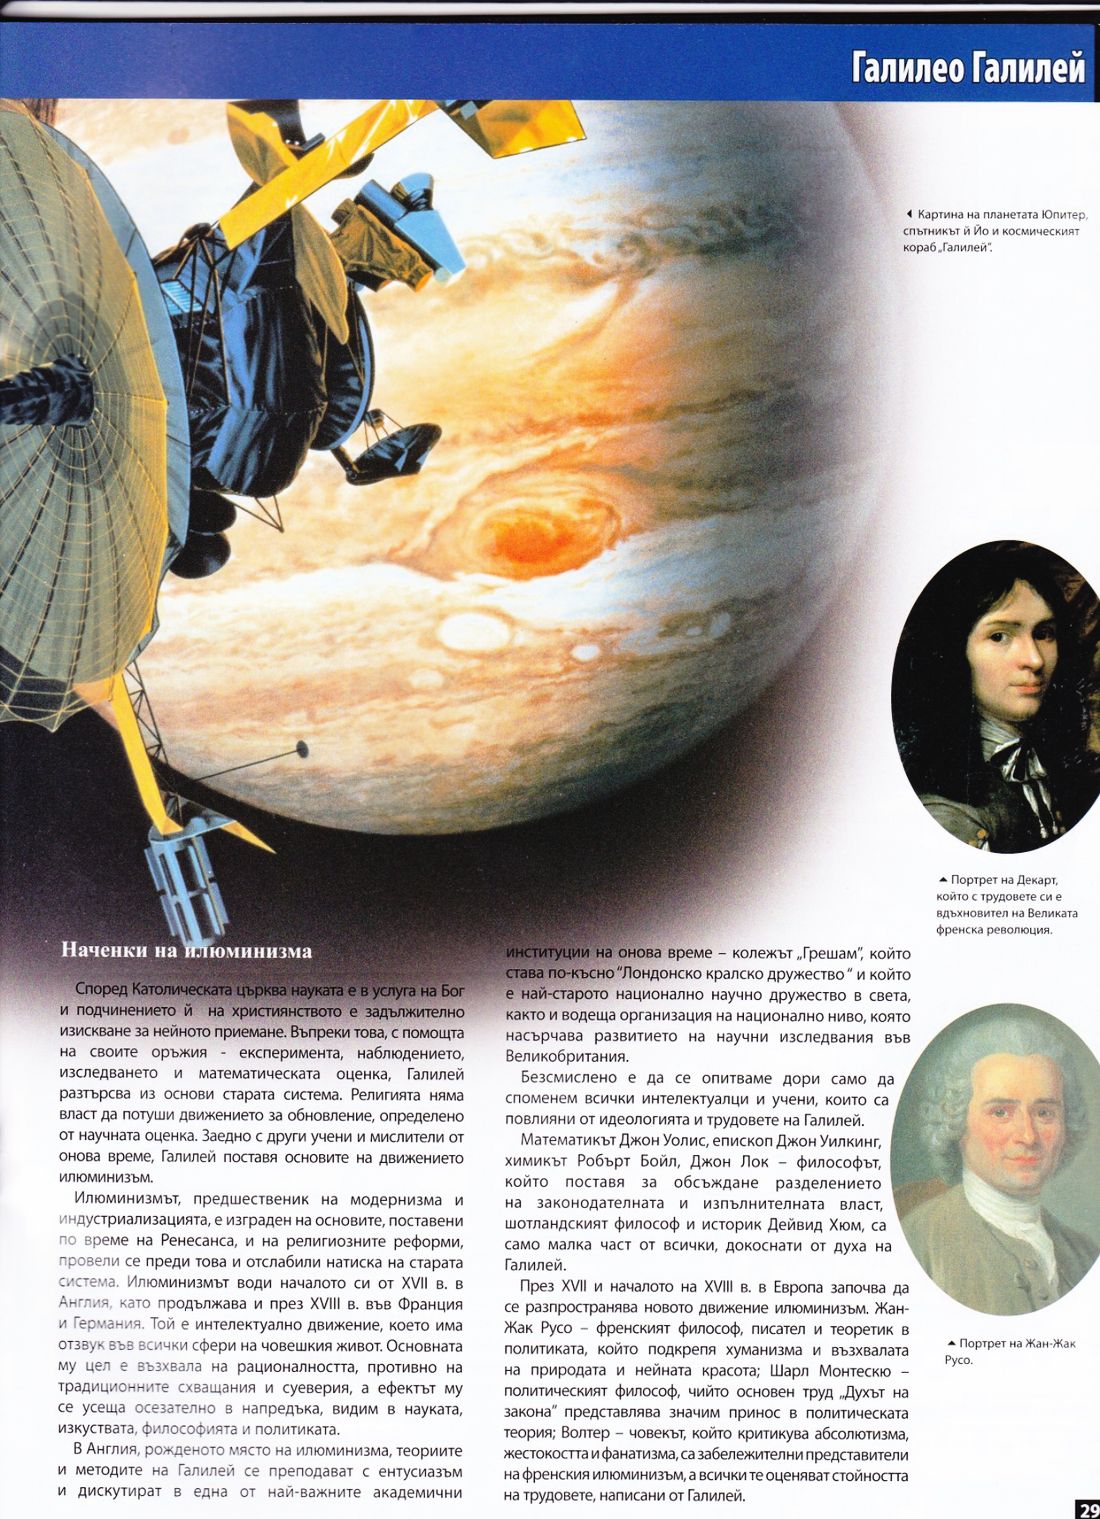 Галилео Галилей
◄ Картина на планетата Юпитер,
спътникът ѝ Йо и космическият
кораб „Галилей“.
▲ Портрет на Декарт,
който с трудовете си е
вдъхновител на Великата
френска революция.
Наченки на илюминизма
Според Католическата църква науката е в услуга на Бог
и подчинението ѝ на християнството е задължително
изискване за нейното приемане. Въпреки това, с помощта
на своите оръжия - експеримента, наблюдението,
изследването и математическата оценка, Галилей
разтърсва из основи старата система. Религията няма
власт да потуши движението за обновление, определено
от научната оценка. Заедно с други учени и мислители от
онова време, Галилей поставя основите на движението
илюминизъм.
Илюминизмът, предшественик на модернизма и
индустриализацията, е изграден на основите, поставени
по време на Ренесанса, и на религиозните реформи,
провели се преди това и отслабили натиска на старата
система. Илюминизмът води началото си от XVII в. в
Англия, като продължава и през XVIII в. във Франция
и Германия. Той е интелектуално движение, което има
отзвук във всички сфери на човешкия живот. Основната
му цел е възхвала на рационалността, противно на
традиционните схващания и суеверия, а ефектът му
се усеща осезателно в напредъка, видим в науката,
изкуствата, философията и политиката.
В Англия, рожденото място на илюминизма, теориите
и методите на Галилей се преподават с ентусиазъм
и дискутират в една от най-важните академични
институции на онова време – колежът „Грешам“, който
става по-късно “Лондонско кралско дружество “ и който
е най-старото национално научно дружество в света,
както и водеща организация на национално ниво, която
насърчава развитието на научни изследвания във
Великобритания.
Безсмислено е да се опитваме дори само да
споменем всички интелектуалци и учени, които са
повлияни от идеологията и трудовете на Галилей.
Математикът Джон Уолис, епископ Джон Уилкинг,
химикът Робърт Бойл, Джон Лок – философът,
който поставя за обсъждане разделението
на законодателната и изпълнителната власт,
шотландският философ и историк Дейвид Хюм, са
само малка част от всички, докоснати от духа на
Галилей.
През XVII и началото на XVIII в. в Европа започва да
се разпространява новото движение илюминизъм. Жан-
Жак Русо – френският философ, писател и теоретик в
политиката, който подкрепя хуманизма и възхвалата
на природата и нейната красота; Шарл Монтескю –
политическият философ, чийто основен труд „Духът на
закона“ представлява значим принос в политическата
теория; Волтер – човекът, който критикува абсолютизма,
жестокостта и фанатизма, са забележителни представители
на френския илюминизъм, а всички те оценяват стойността
на трудовете, написани от Галилей.
▲ Портрет на Жан-Жак
Русо.
29